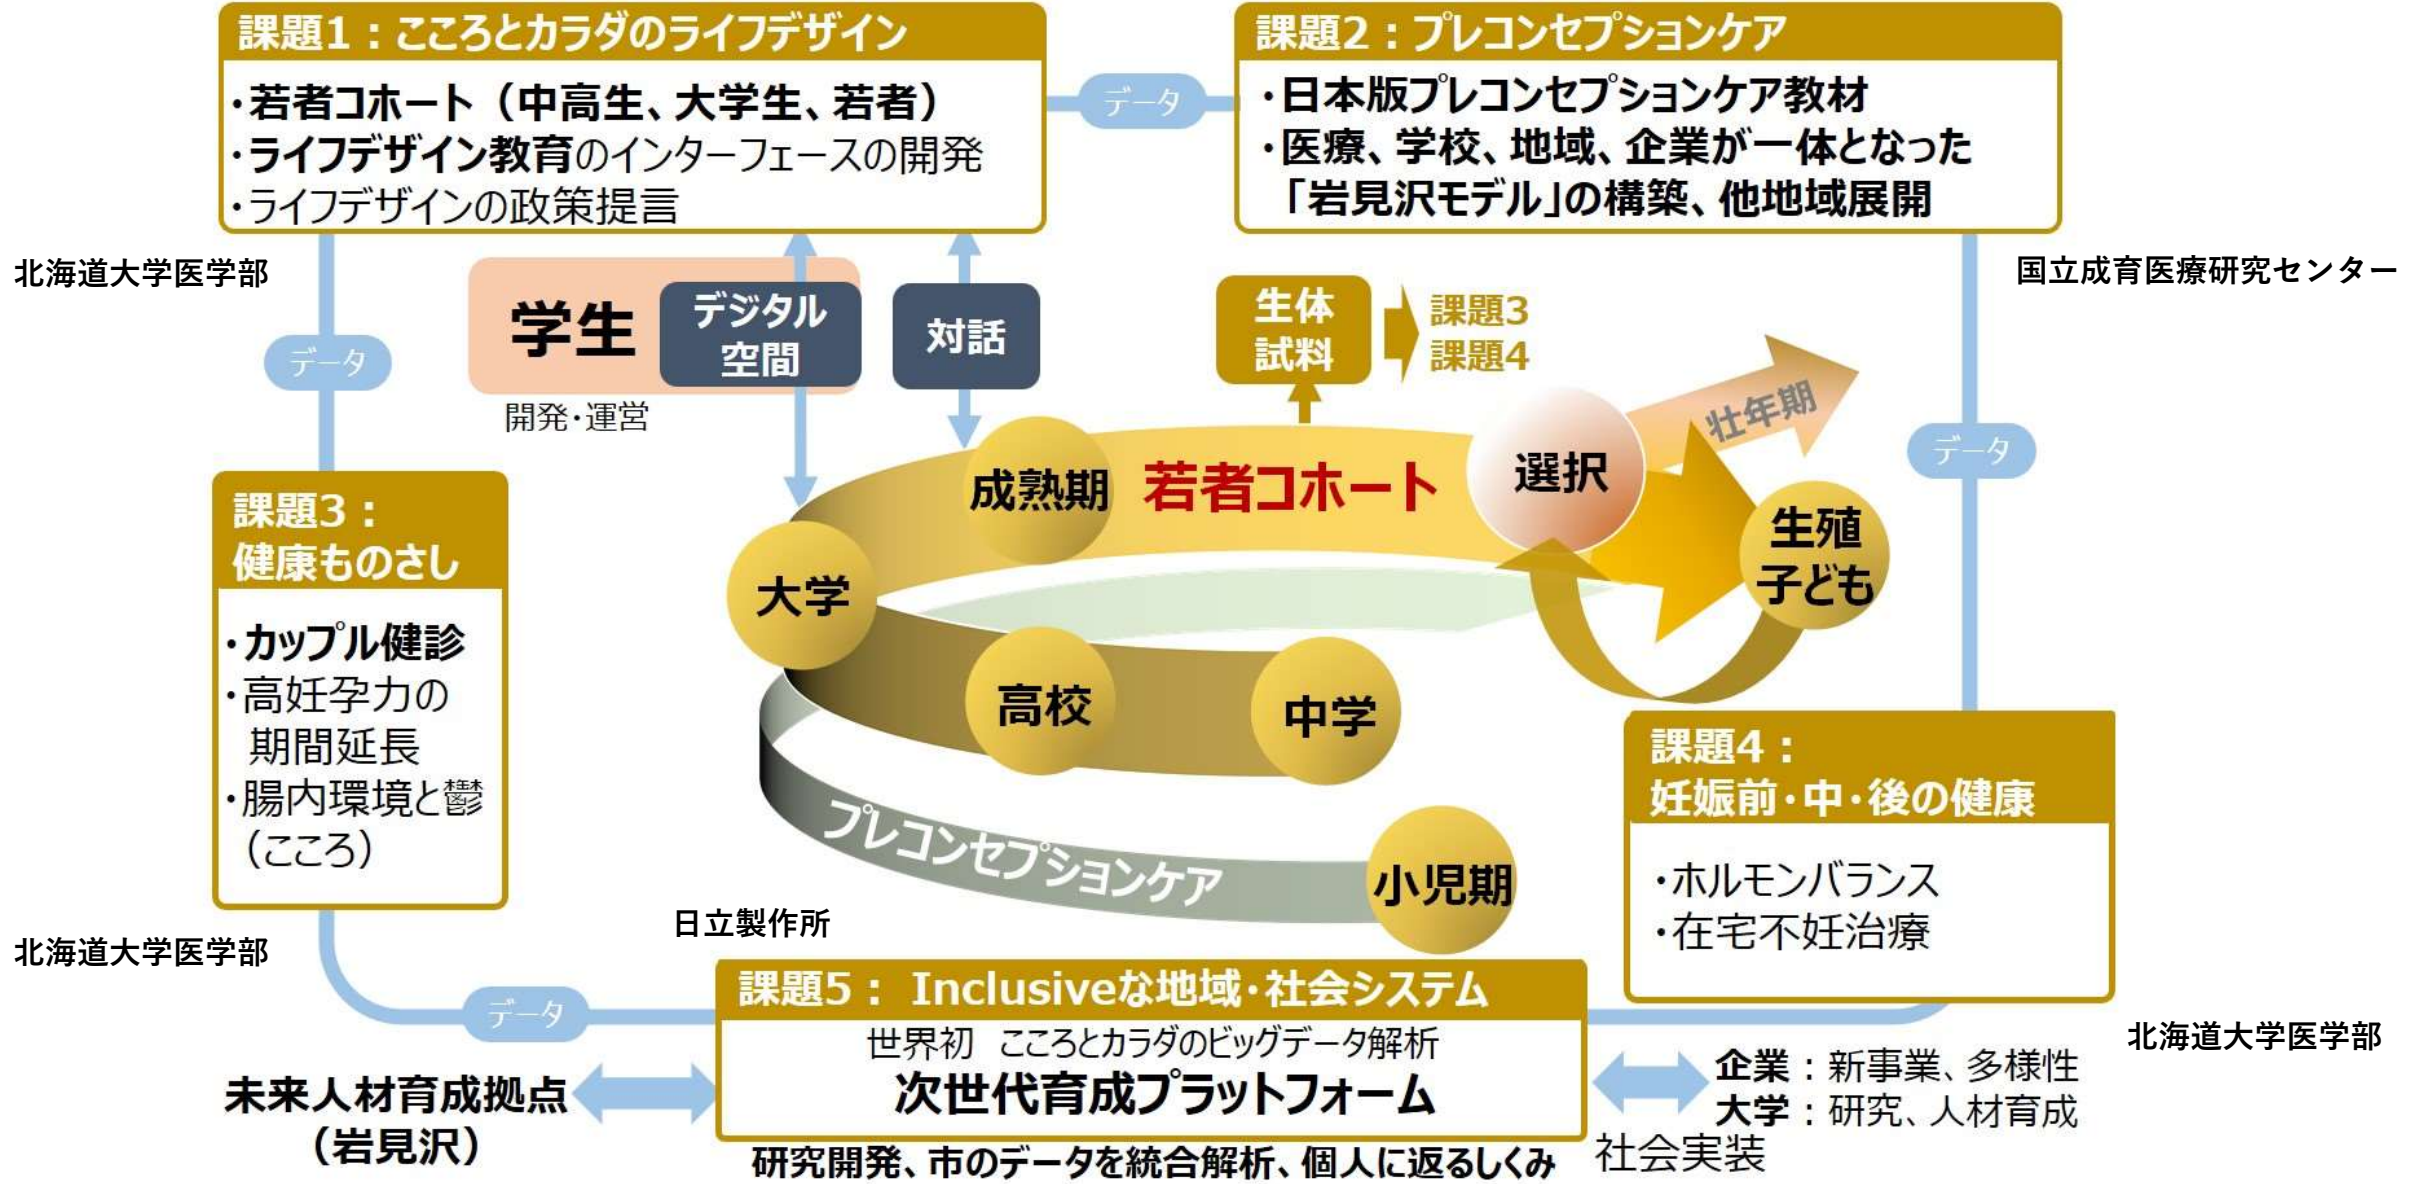 課題1：こころとカラダのライフデザイン
・若者コホート（中高生、大学生、若者）
・ライフデザイン教育のインターフェースの開発
・ライフデザインの政策提言
データ
課題2：プレコンセプションケア
・日本版プレコンセプションケア教材
・医療、学校、地域、企業が一体となった
「岩見沢モデル」の構築、他地域展開
北海道大学医学部
国立成育医療研究センター
学生
デジタル
空間
開発・運営
対話
生体
試料
課題3
課題4
データ
データ
壮年期
選択
若者コホート
成熟期
生殖
子ども
大学
高校
中学
プレコンセプションケア
小児期
課題3：
健康ものさし
・カップル健診
・高妊孕力の
期間延長
・腸内環境と鬱
（こころ）
北海道大学医学部
課題4：
妊娠前・中・後の健康
・ホルモンバランス
・在宅不妊治療
北海道大学医学部
日立製作所
データ
課題5： Inclusiveな地域・社会システム
世界初　こころとカラダのビッグデータ解析
次世代育成プラットフォーム
研究開発、市のデータを統合解析、個人に返るしくみ
未来人材育成拠点
（岩見沢）
企業：新事業、多様性
大学：研究、人材育成
社会実装